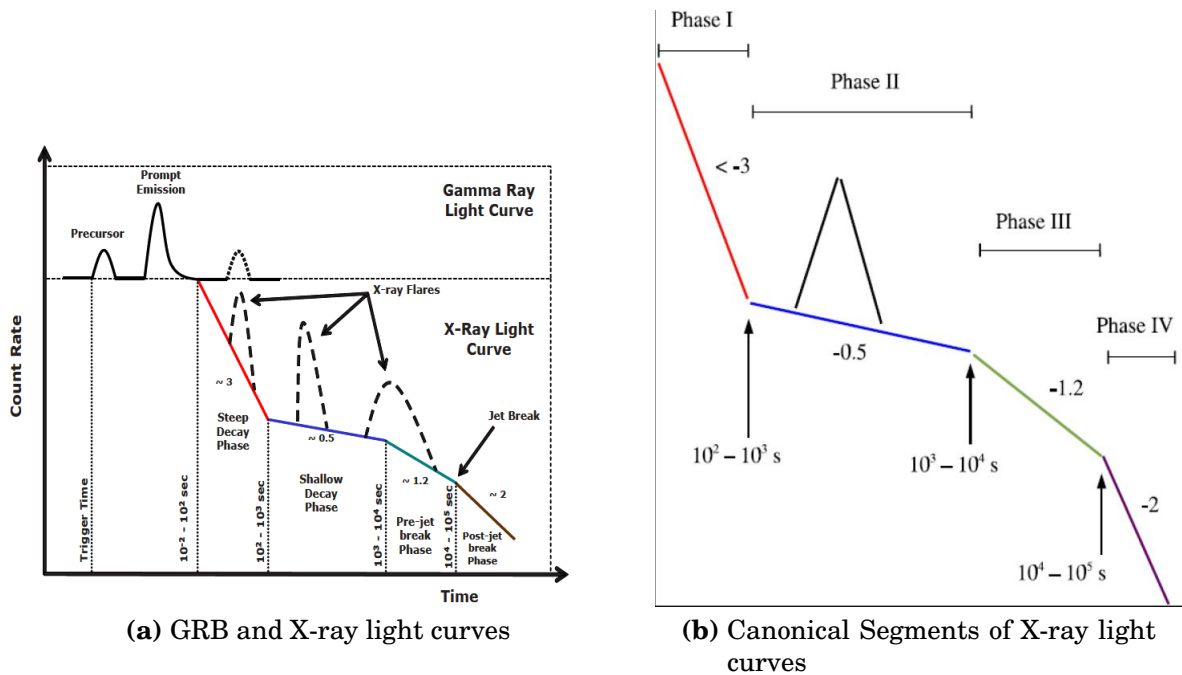 Prompt
Emission
Precursor
Gamma Ray
Light Curve
X-ray Flares
X-Ray Light
Curve
Count Rate
~ 3
Steep
Decay
Phase
~ 0.5
Shallow
Decay
Phase
Jet Break
~ 1.2
Pre-jet
break
Phase
~ 2
Post-jet
break
Phase
Trigger Time
10⁻² - 10² sec
10² - 10³ sec
10³ - 10⁴ sec
10⁴ - 10⁵ sec
Time
(a) GRB and X-ray light curves
Phase I
Phase II
< -3
Phase III
Phase IV
-0.5
-1.2
10² – 10³ s
10³ – 10⁴ s
-2
10⁴ – 10⁵ s
(b) Canonical Segments of X-ray light
curves